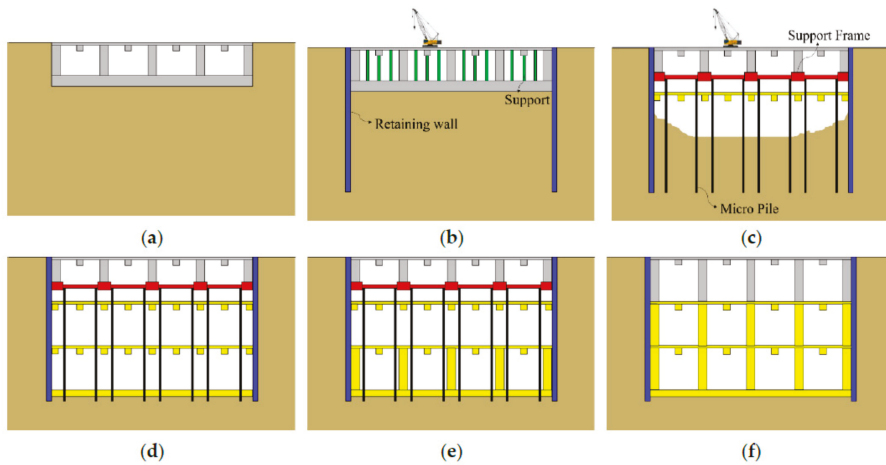 Support Frame
Support
Retaining wall
Micro Pile
(a)
(b)
(c)
(d)
(e)
(f)